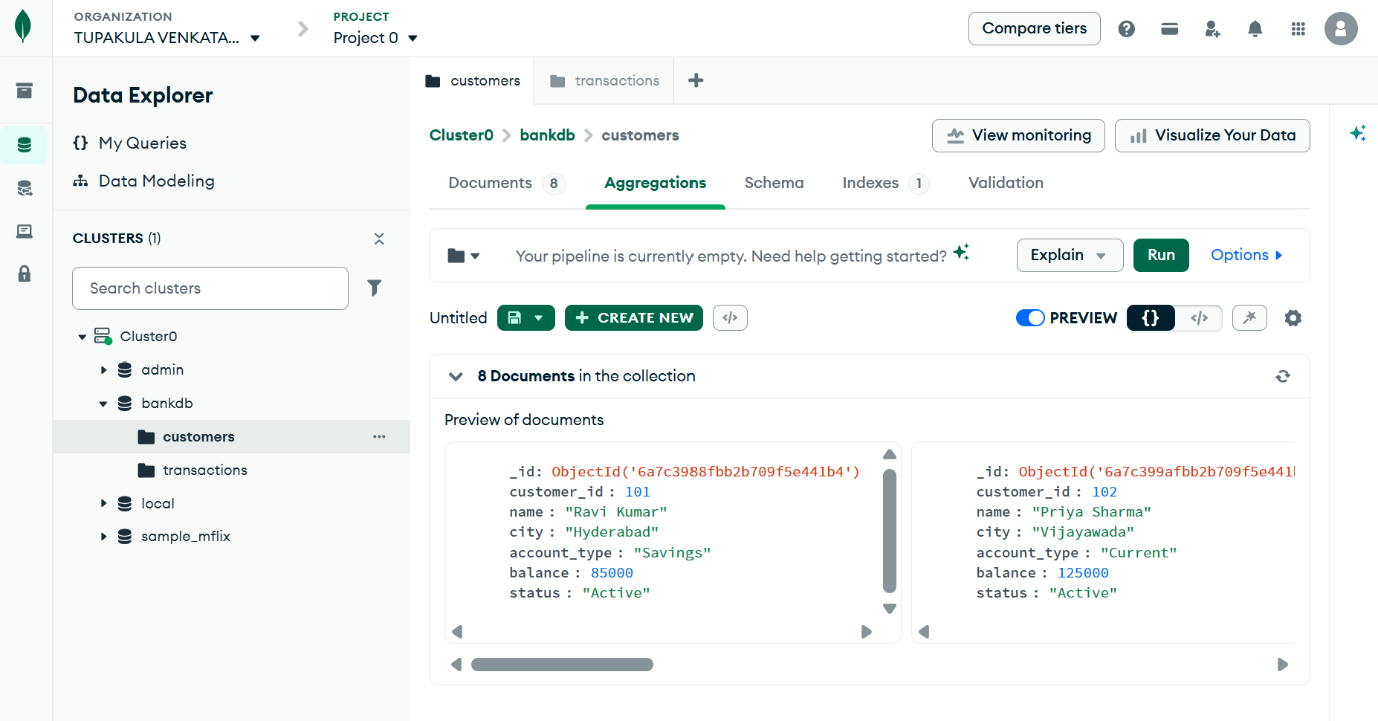 ORGANIZATION
TUPAKULA VENKATA...
PROJECT
Project 0
Compare tiers
Data Explorer
My Queries
Data Modeling
CLUSTERS (1)
Search clusters
Cluster0
admin
bankdb
customers
transactions
local
sample_mflix
customers
transactions
Cluster0 > bankdb > customers
View monitoring
Visualize Your Data
Documents 8
Aggregations
Schema
Indexes 1
Validation
Your pipeline is currently empty. Need help getting started?
Explain
Run
Options
Untitled
+ CREATE NEW
</>
PREVIEW
{}
</>
8 Documents in the collection
Preview of documents
_id: ObjectId('6a7c3988fbb2b709f5e441b4')
customer_id : 101
name : "Ravi Kumar"
city : "Hyderabad"
account_type : "Savings"
balance : 85000
status : "Active"
_id: ObjectId('6a7c399afbb2b709f5e441
customer_id : 102
name : "Priya Sharma"
city : "Vijayawada"
account_type : "Current"
balance : 125000
status : "Active"